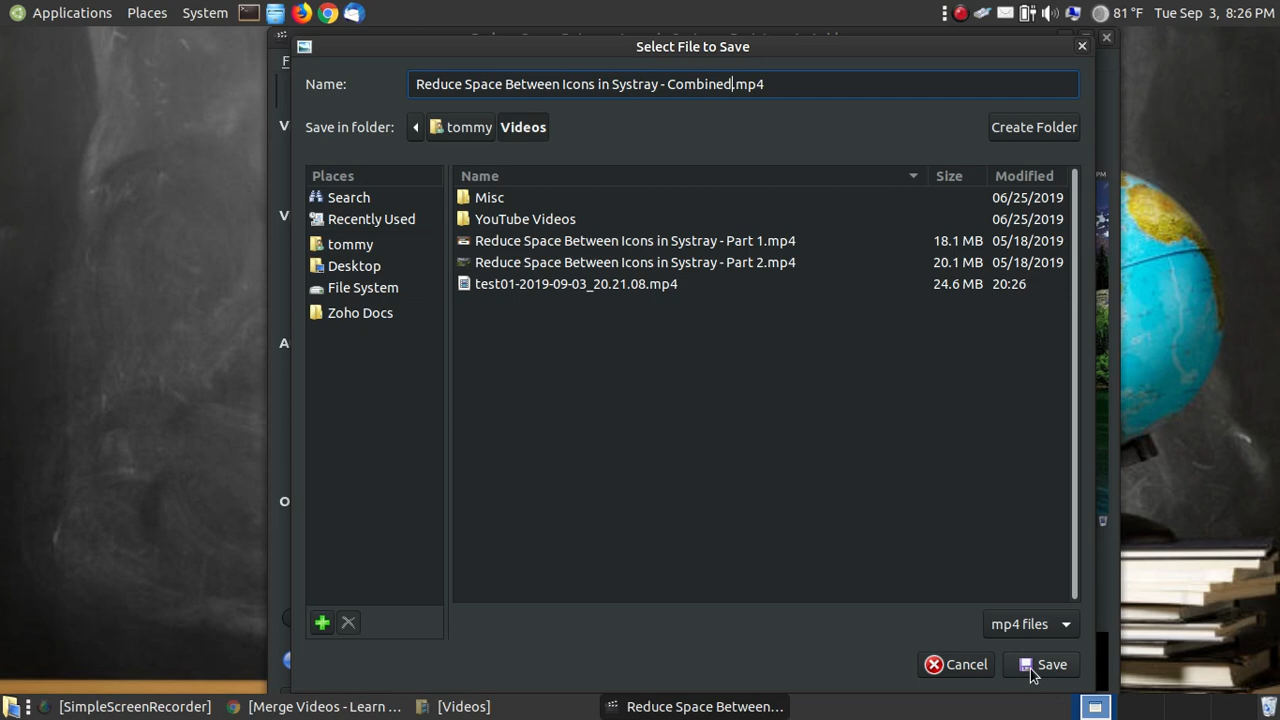 Applications Places System 81 °F Tue Sep 3, 8:26 PM
Select File to Save
Name: Reduce Space Between Icons in Systray - Combined.mp4
Save in folder: tommy Videos Create Folder
Places Name Size Modified
Search Misc 06/25/2019
Recently Used YouTube Videos 06/25/2019
tommy Reduce Space Between Icons in Systray - Part 1.mp4 18.1 MB 05/18/2019
Desktop Reduce Space Between Icons in Systray - Part 2.mp4 20.1 MB 05/18/2019
File System test01-2019-09-03_20.21.08.mp4 24.6 MB 20:26
Zoho Docs
mp4 files
Cancel Save
[SimpleScreenRecorder] [Merge Videos - Learn ... [Videos] Reduce Space Between...